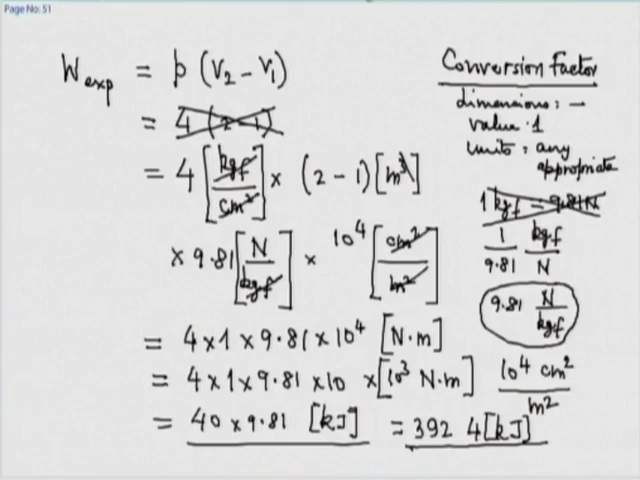 Page No: 51
W_exp = p (V₂ - V₁)
= 4 (2 - 1)
= 4 [kgf/cm²] × (2 - 1) [m³]
× 9.81 [N/kgf] × 10⁴ [cm²/m²]
= 4 × 1 × 9.81 × 10⁴ [N.m]
= 4 × 1 × 9.81 × 10 × [10³ N.m]
= 40 × 9.81 [kJ] = 392 4 [kJ]
Conversion Factor
dimensions: -
value . 1
units : any
appropriate
1 kgf = 9.81 N
1/9.81 kgf/N
9.81 N/kgf
10⁴ cm²/m²